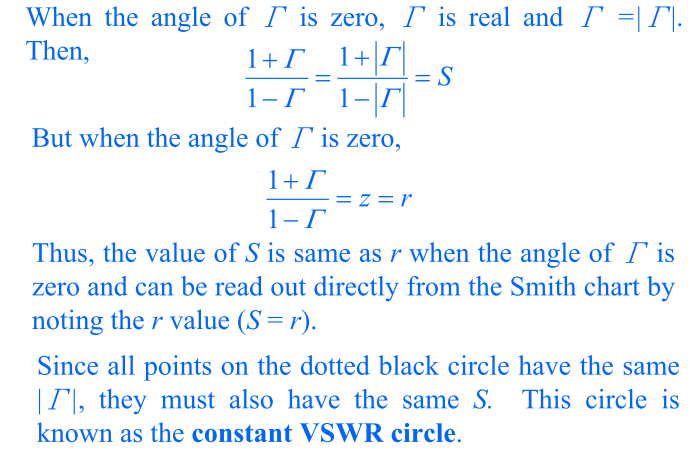 When the angle of Γ is zero, Γ is real and Γ =|Γ|.
Then,
1+Γ / 1−Γ = 1+|Γ| / 1−|Γ| = S
But when the angle of Γ is zero,
1+Γ / 1−Γ = z = r
Thus, the value of S is same as r when the angle of Γ is
zero and can be read out directly from the Smith chart by
noting the r value (S = r).
Since all points on the dotted black circle have the same
|Γ|, they must also have the same S. This circle is
known as the constant VSWR circle.